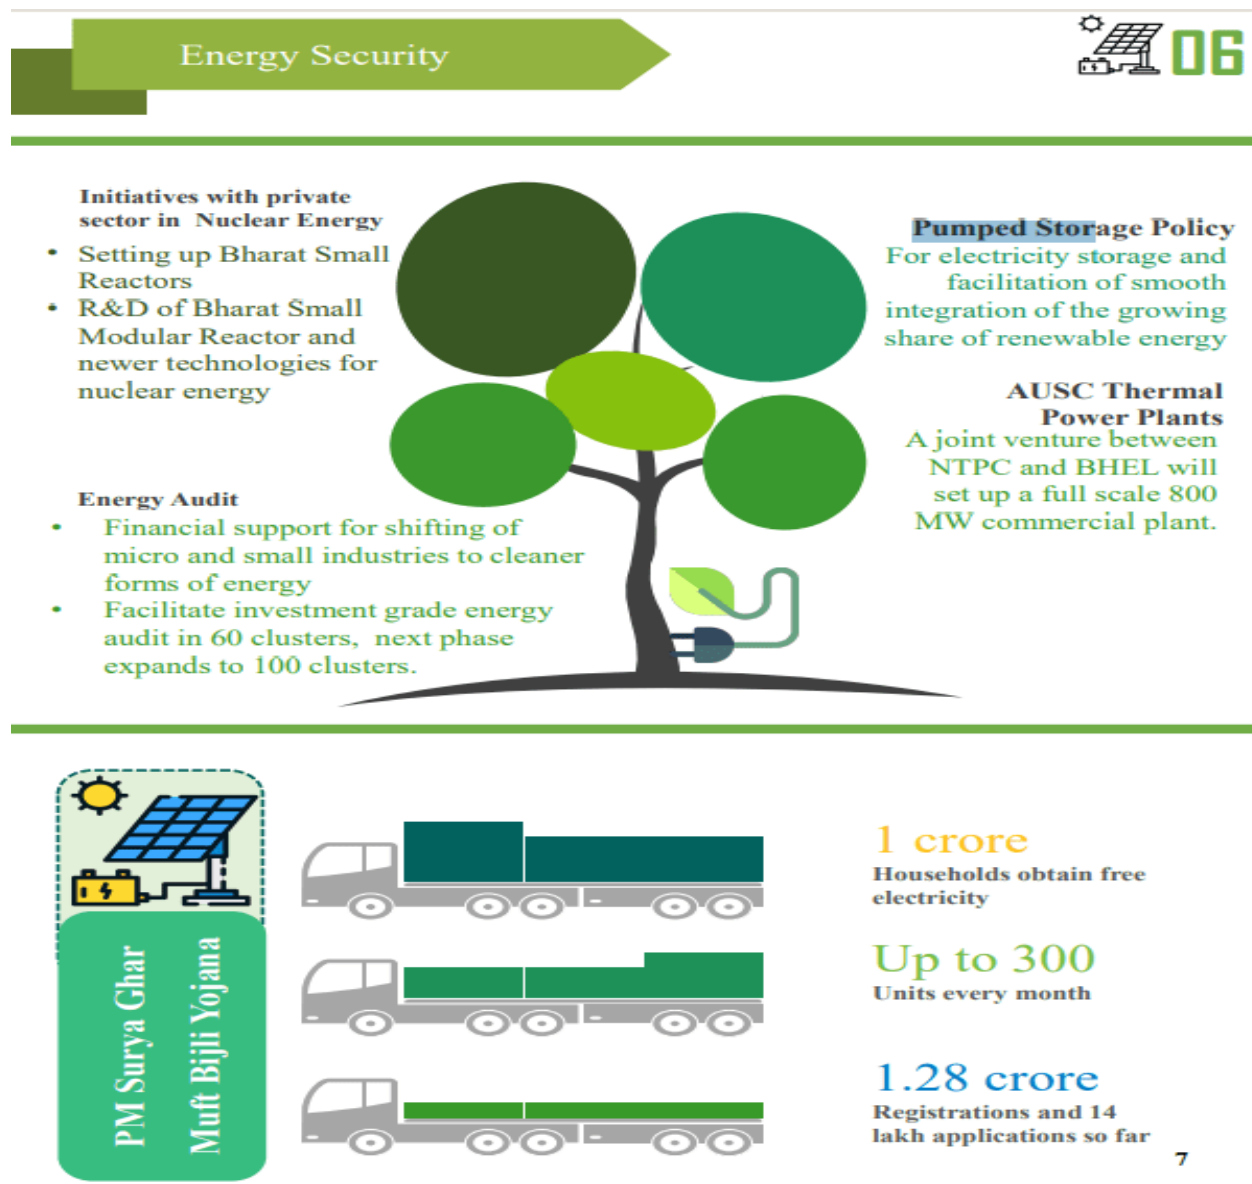 Energy Security
06
Initiatives with private
sector in Nuclear Energy
• Setting up Bharat Small
Reactors
• R&D of Bharat Small
Modular Reactor and
newer technologies for
nuclear energy
Energy Audit
• Financial support for shifting of
micro and small industries to cleaner
forms of energy
• Facilitate investment grade energy
audit in 60 clusters, next phase
expands to 100 clusters.
Pumped Storage Policy
For electricity storage and
facilitation of smooth
integration of the growing
share of renewable energy
AUSC Thermal
Power Plants
A joint venture between
NTPC and BHEL will
set up a full scale 800
MW commercial plant.
PM Surya Ghar
Muft Bijli Yojana
1 crore
Households obtain free
electricity
Up to 300
Units every month
1.28 crore
Registrations and 14
lakh applications so far
7